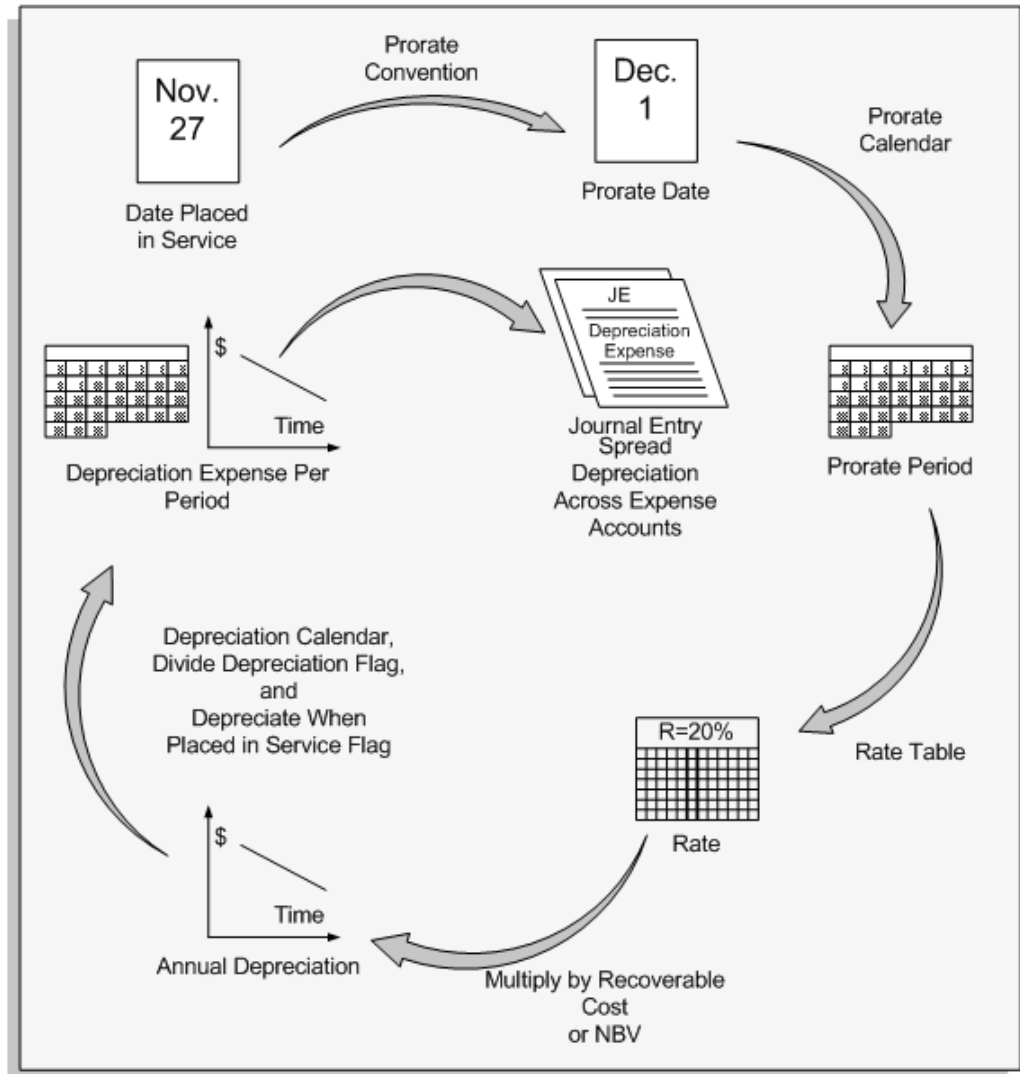 Nov.
27
Date Placed
in Service
Prorate
Convention
Dec.
1
Prorate Date
Prorate
Calendar
Prorate Period
Rate Table
R=20%
Rate
Multiply by Recoverable
Cost
or NBV
$
Time
Annual Depreciation
Depreciation Calendar,
Divide Depreciation Flag,
and
Depreciate When
Placed in Service Flag
$
Time
Depreciation Expense Per
Period
JE
Depreciation
Expense
Journal Entry
Spread
Depreciation
Across Expense
Accounts